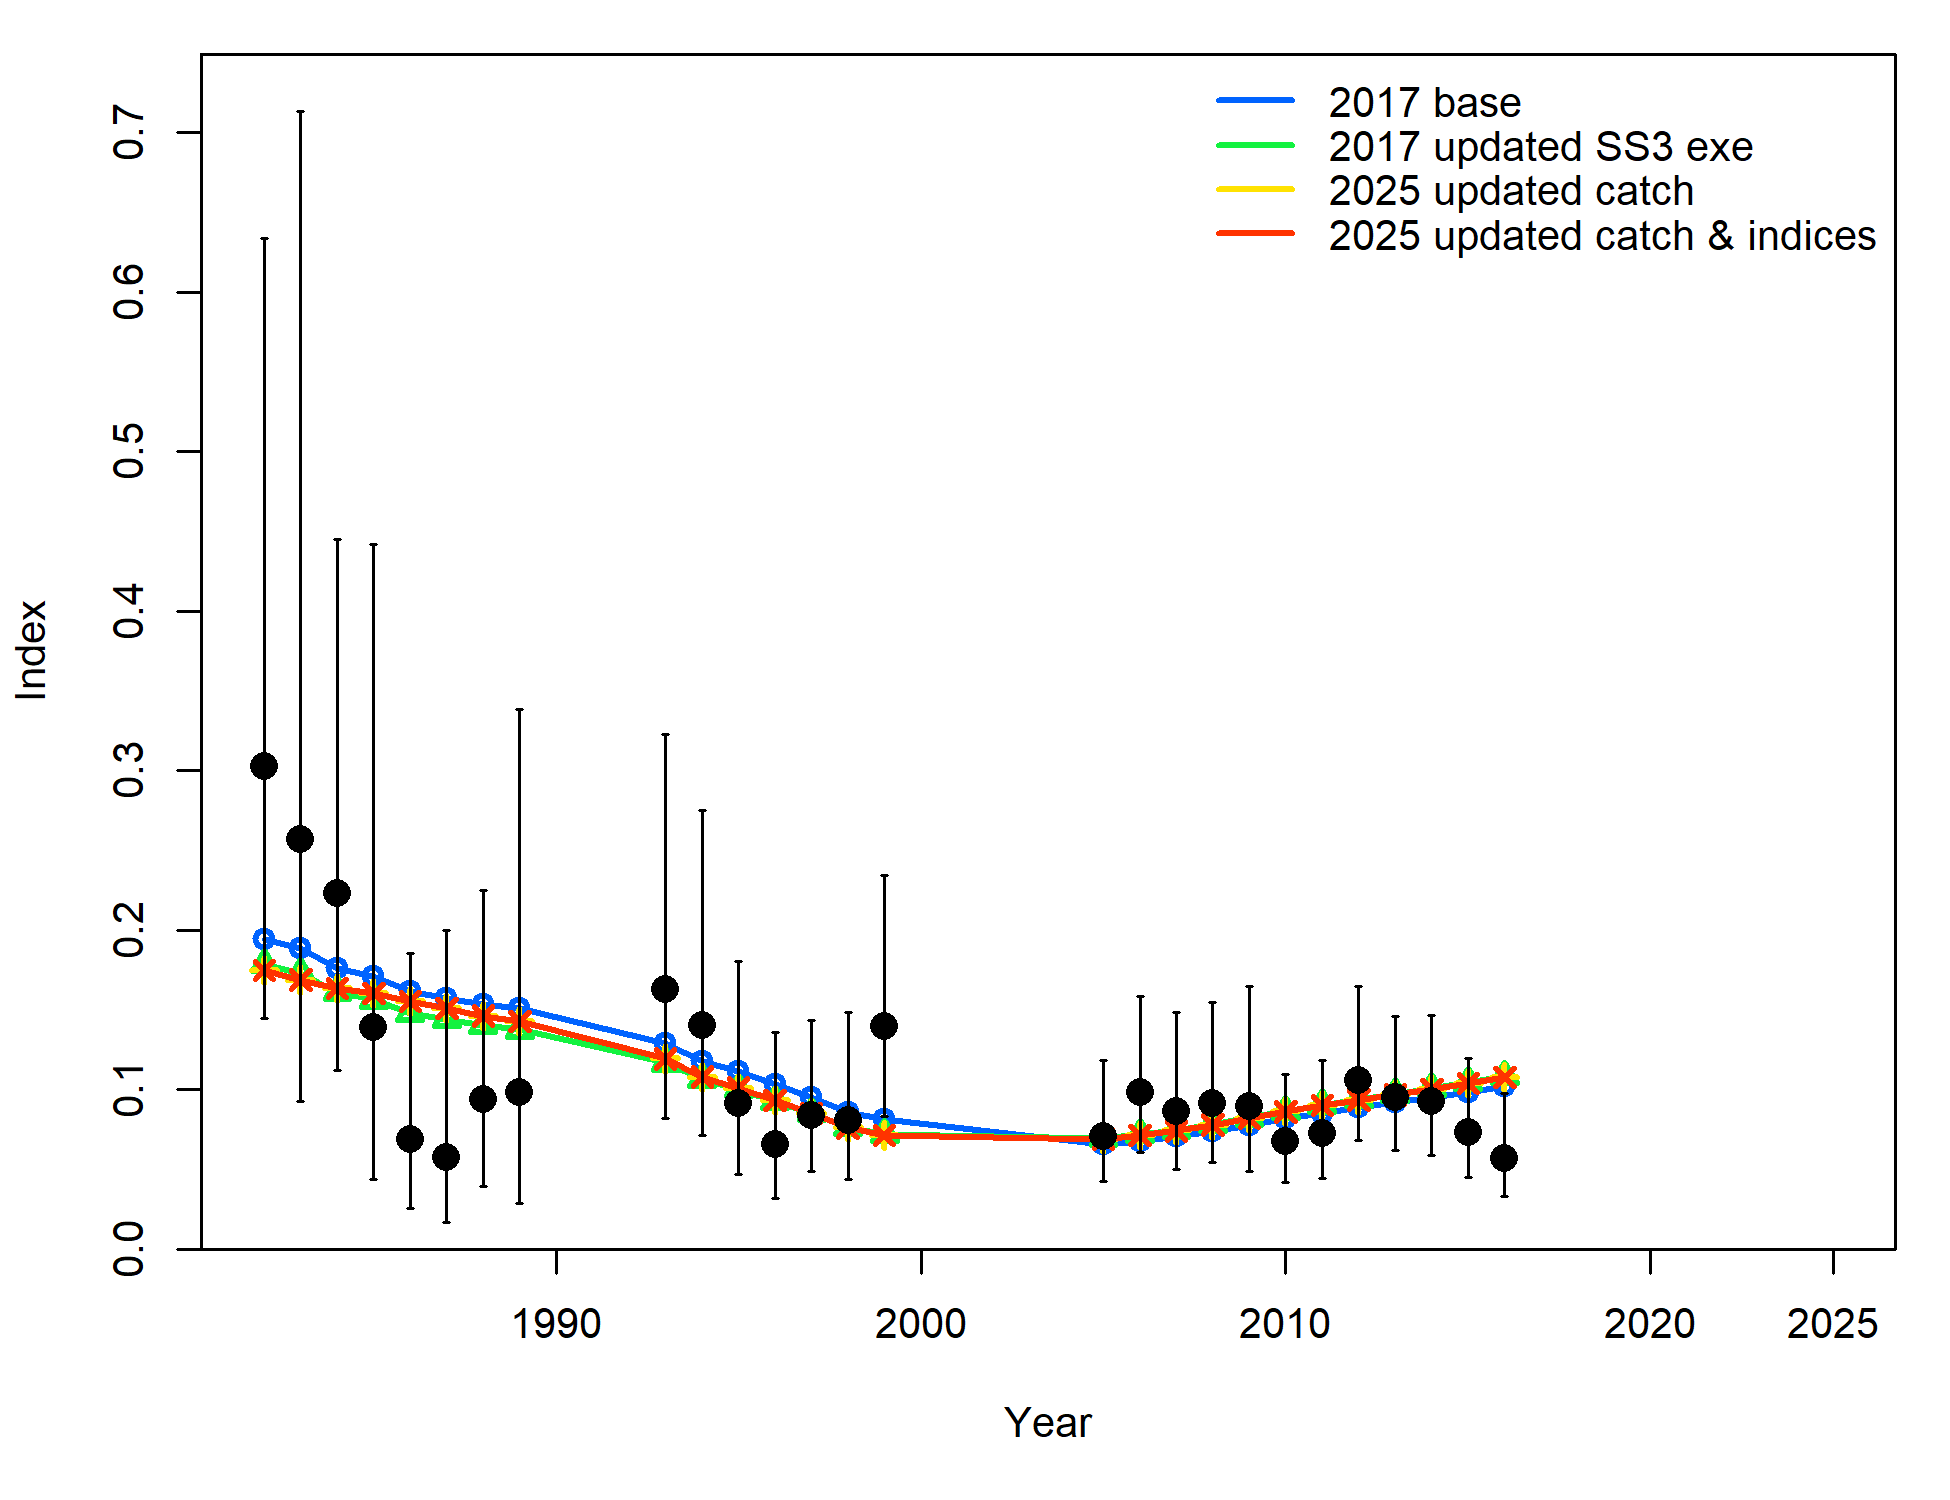 2017 base
2017 updated SS3 exe
2025 updated catch
2025 updated catch & indices
0.7
0.6
0.5
0.4
0.3
0.2
0.1
0.0
Index
1990 2000 2010 2020 2025
Year